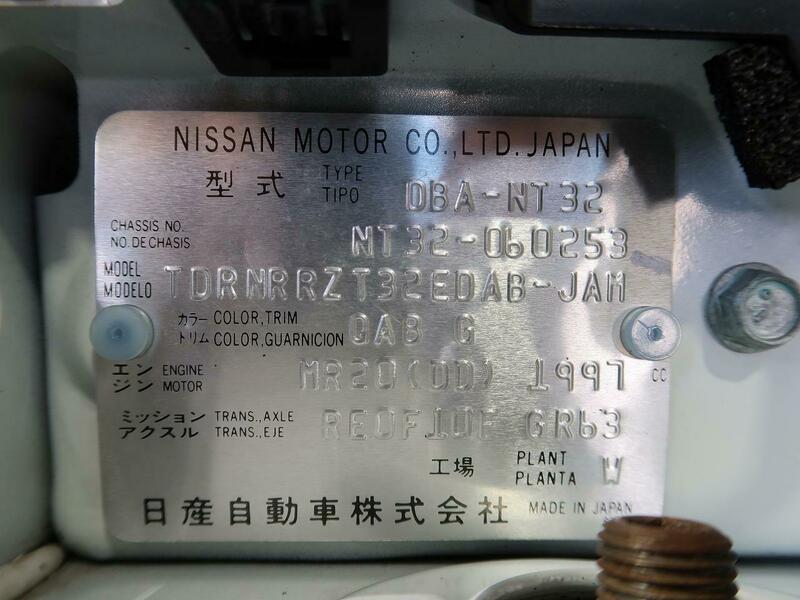 NISSAN MOTOR CO.,LTD. JAPAN
型式 TYPE TIPO DBA-NT32
CHASSIS NO. NO. DE CHASIS NT32-060253
MODEL MODELO TDRNRRZT32EDAB-JAM
カラー COLOR, TRIM
トリム COLOR, GUARNICION QAB G
エンジン ENGINE MOTOR MR20(DD) 1997 CC
ミッション TRANS., AXLE
アクスル TRANS., EJE RE0F10F GR63
工場 PLANT PLANTA W
日産自動車株式会社 MADE IN JAPAN